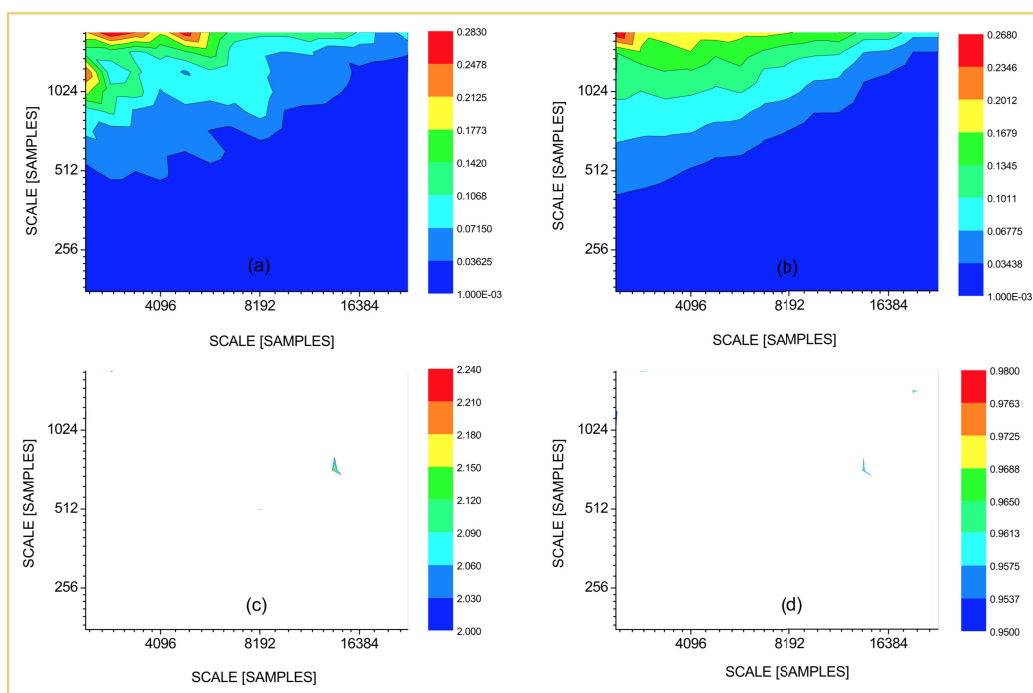 0.2830
0.2478
0.2125
0.1773
0.1420
0.1068
0.07150
0.03625
1.000E-03
SCALE [SAMPLES]
1024
512
256
(a)
4096 8192 16384
SCALE [SAMPLES]
0.2680
0.2346
0.2012
0.1679
0.1345
0.1011
0.06775
0.03438
1.000E-03
SCALE [SAMPLES]
1024
512
256
(b)
4096 8192 16384
SCALE [SAMPLES]
2.240
2.210
2.180
2.150
2.120
2.090
2.060
2.030
2.000
SCALE [SAMPLES]
1024
512
256
(c)
4096 8192 16384
SCALE [SAMPLES]
0.9800
0.9763
0.9725
0.9688
0.9650
0.9613
0.9575
0.9537
0.9500
SCALE [SAMPLES]
1024
512
256
(d)
4096 8192 16384
SCALE [SAMPLES]